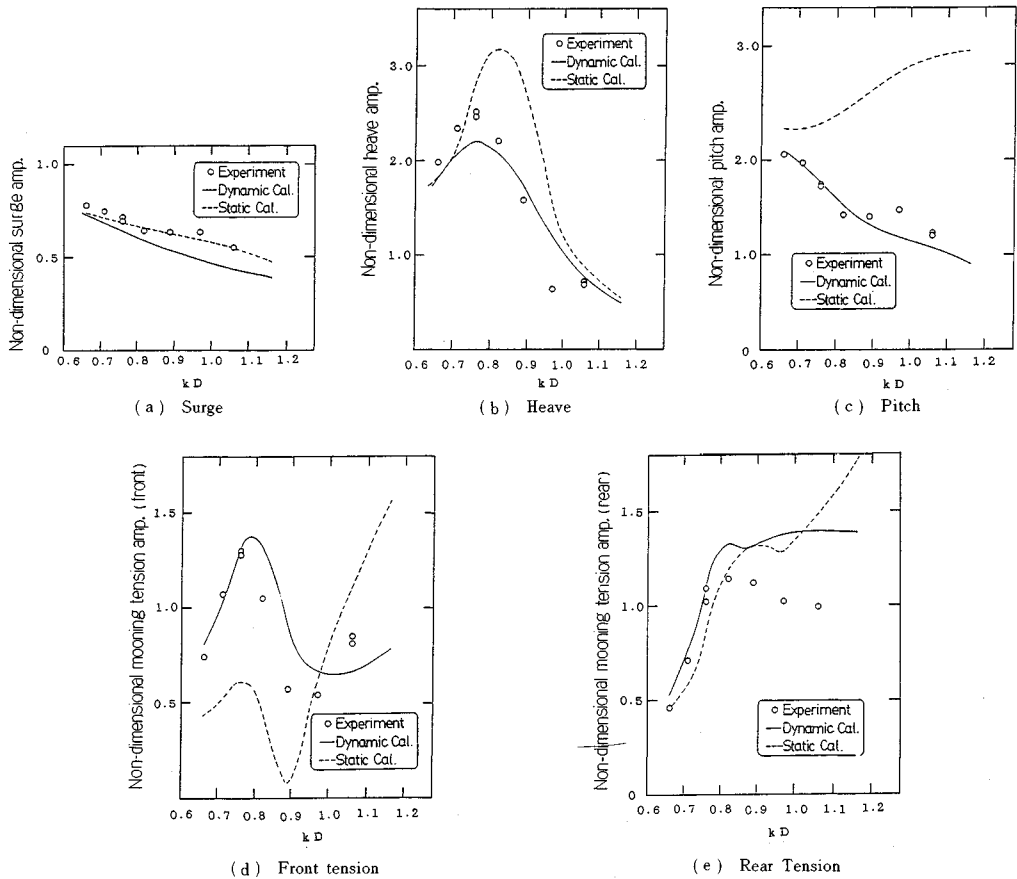 Non-dimensional surge amp.
1.0
0.5
0
Experiment
Dynamic Cal.
Static Cal.
0.6 0.7 0.8 0.9 1.0 1.1 1.2
kD
(a) Surge
Non-dimensional heave amp.
3.0
2.0
1.0
Experiment
Dynamic Cal.
Static Cal.
0.6 0.7 0.8 0.9 1.0 1.1 1.2
kD
(b) Heave
Non-dimensional pitch amp.
3.0
2.0
1.0
0
Experiment
Dynamic Cal.
Static Cal.
0.6 0.7 0.8 0.9 1.0 1.1 1.2
kD
(c) Pitch
Non-dimensional mooning tension amp. (front)
1.5
1.0
0.5
0
Experiment
Dynamic Cal.
Static Cal.
0.6 0.7 0.8 0.9 1.0 1.1 1.2
kD
(d) Front tension
Non-dimensional mooning tension amp. (rear)
1.5
1.0
0.5
0
Experiment
Dynamic Cal.
Static Cal.
0.6 0.7 0.8 0.9 1.0 1.1 1.2
kD
(e) Rear Tension